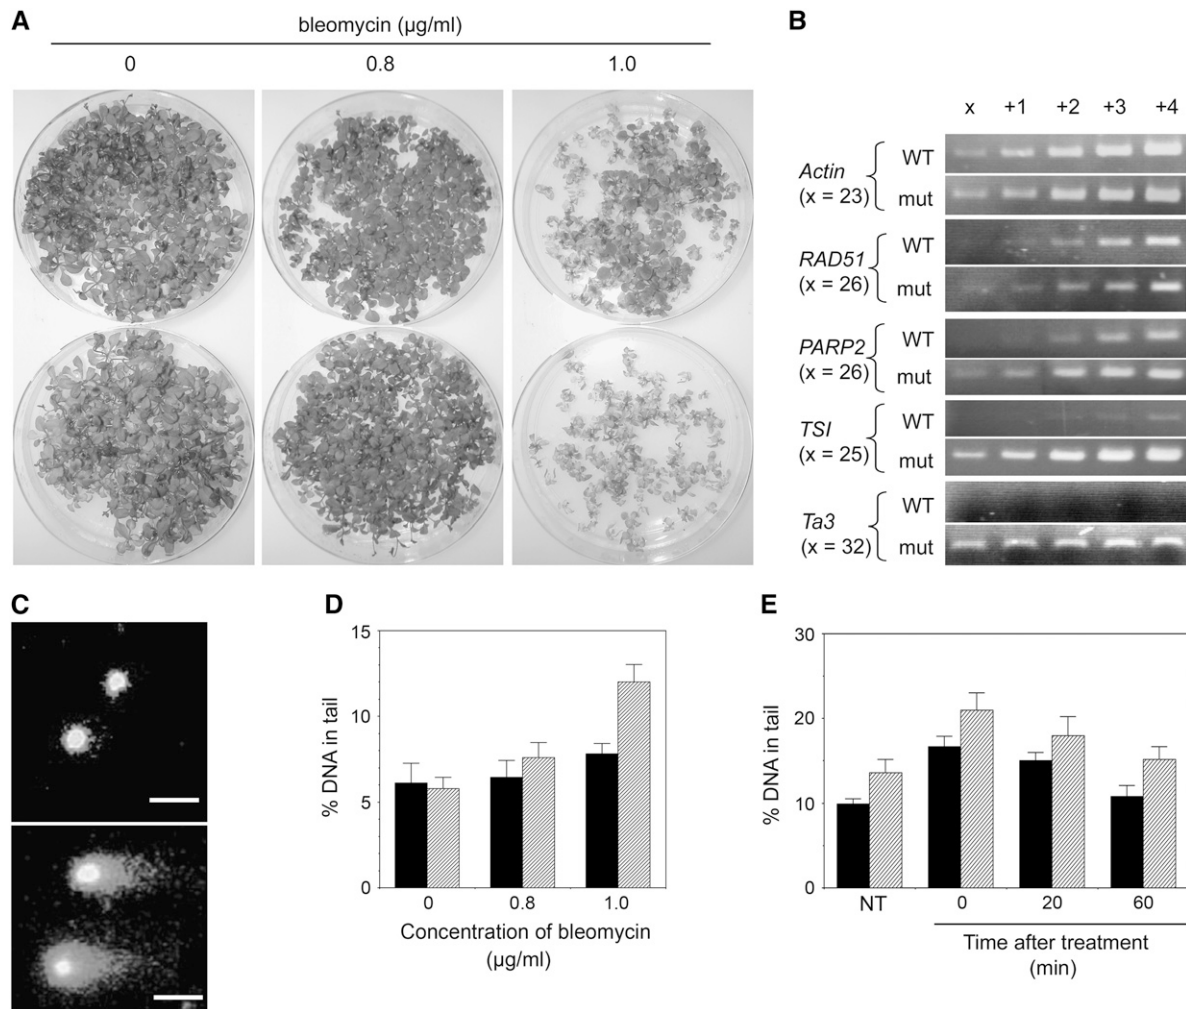 A
bleomycin (µg/ml)
0 0.8 1.0
B
x +1 +2 +3 +4
Actin
(x = 23)
WT
mut
RAD51
(x = 26)
WT
mut
PARP2
(x = 26)
WT
mut
TSI
(x = 25)
WT
mut
Ta3
(x = 32)
WT
mut
C
D
% DNA in tail
15
10
5
0
0 0.8 1.0
Concentration of bleomycin
(µg/ml)
E
% DNA in tail
30
20
10
0
NT 0 20 60
Time after treatment
(min)